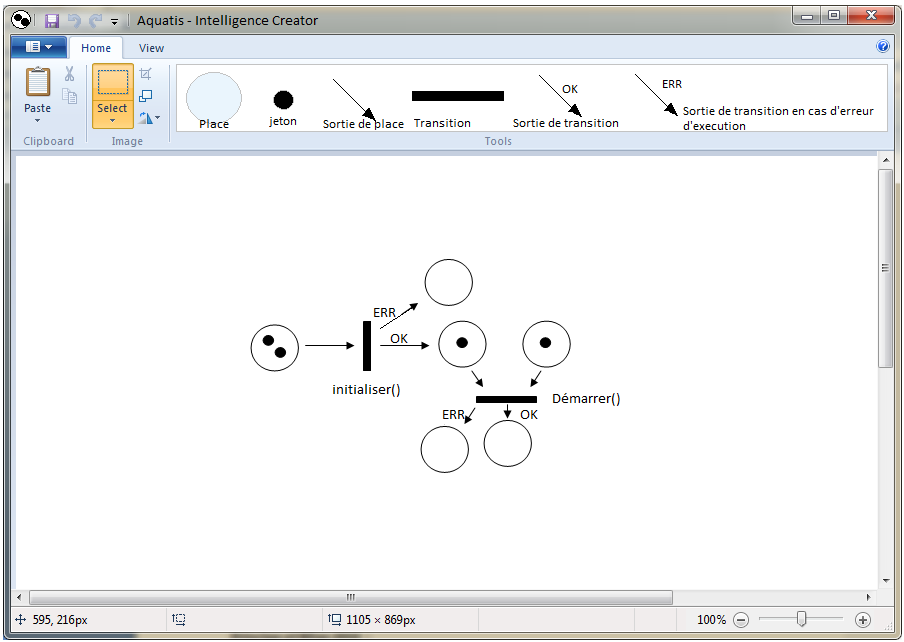 Aquatis - Intelligence Creator
Home View
Paste
Select
Clipboard
Image
Place
jeton
Sortie de place
Transition
OK
Sortie de transition
ERR
Sortie de transition en cas d'erreur
d'execution
Tools
ERR
OK
initialiser()
Démarrer()
ERR
OK
595, 216px
1105 × 869px
100%